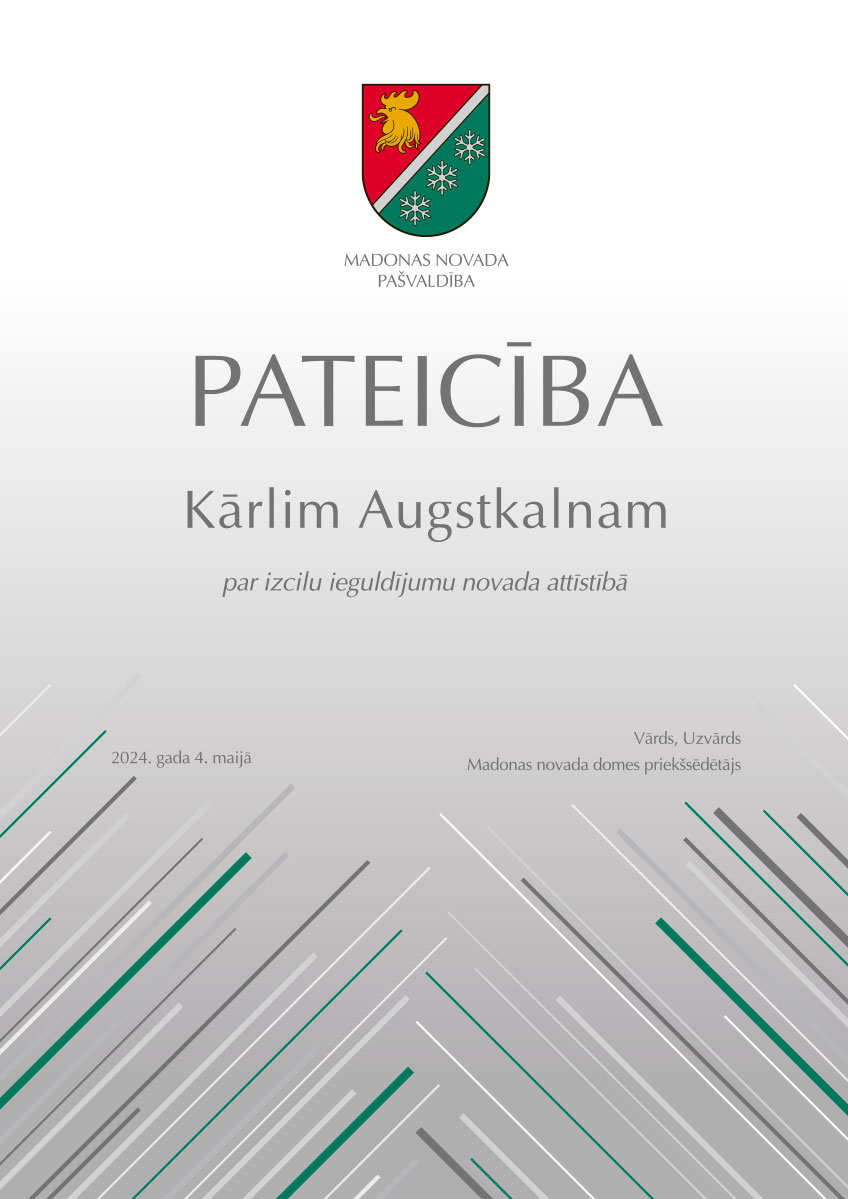 MADONAS NOVADA
PAŠVALDĪBA
PATEICĪBA
Kārlim Augstkalnam
par izcilu ieguldījumu novada attīstībā
2024. gada 4. maijā
Vārds, Uzvārds
Madonas novada domes priekšsēdētājs